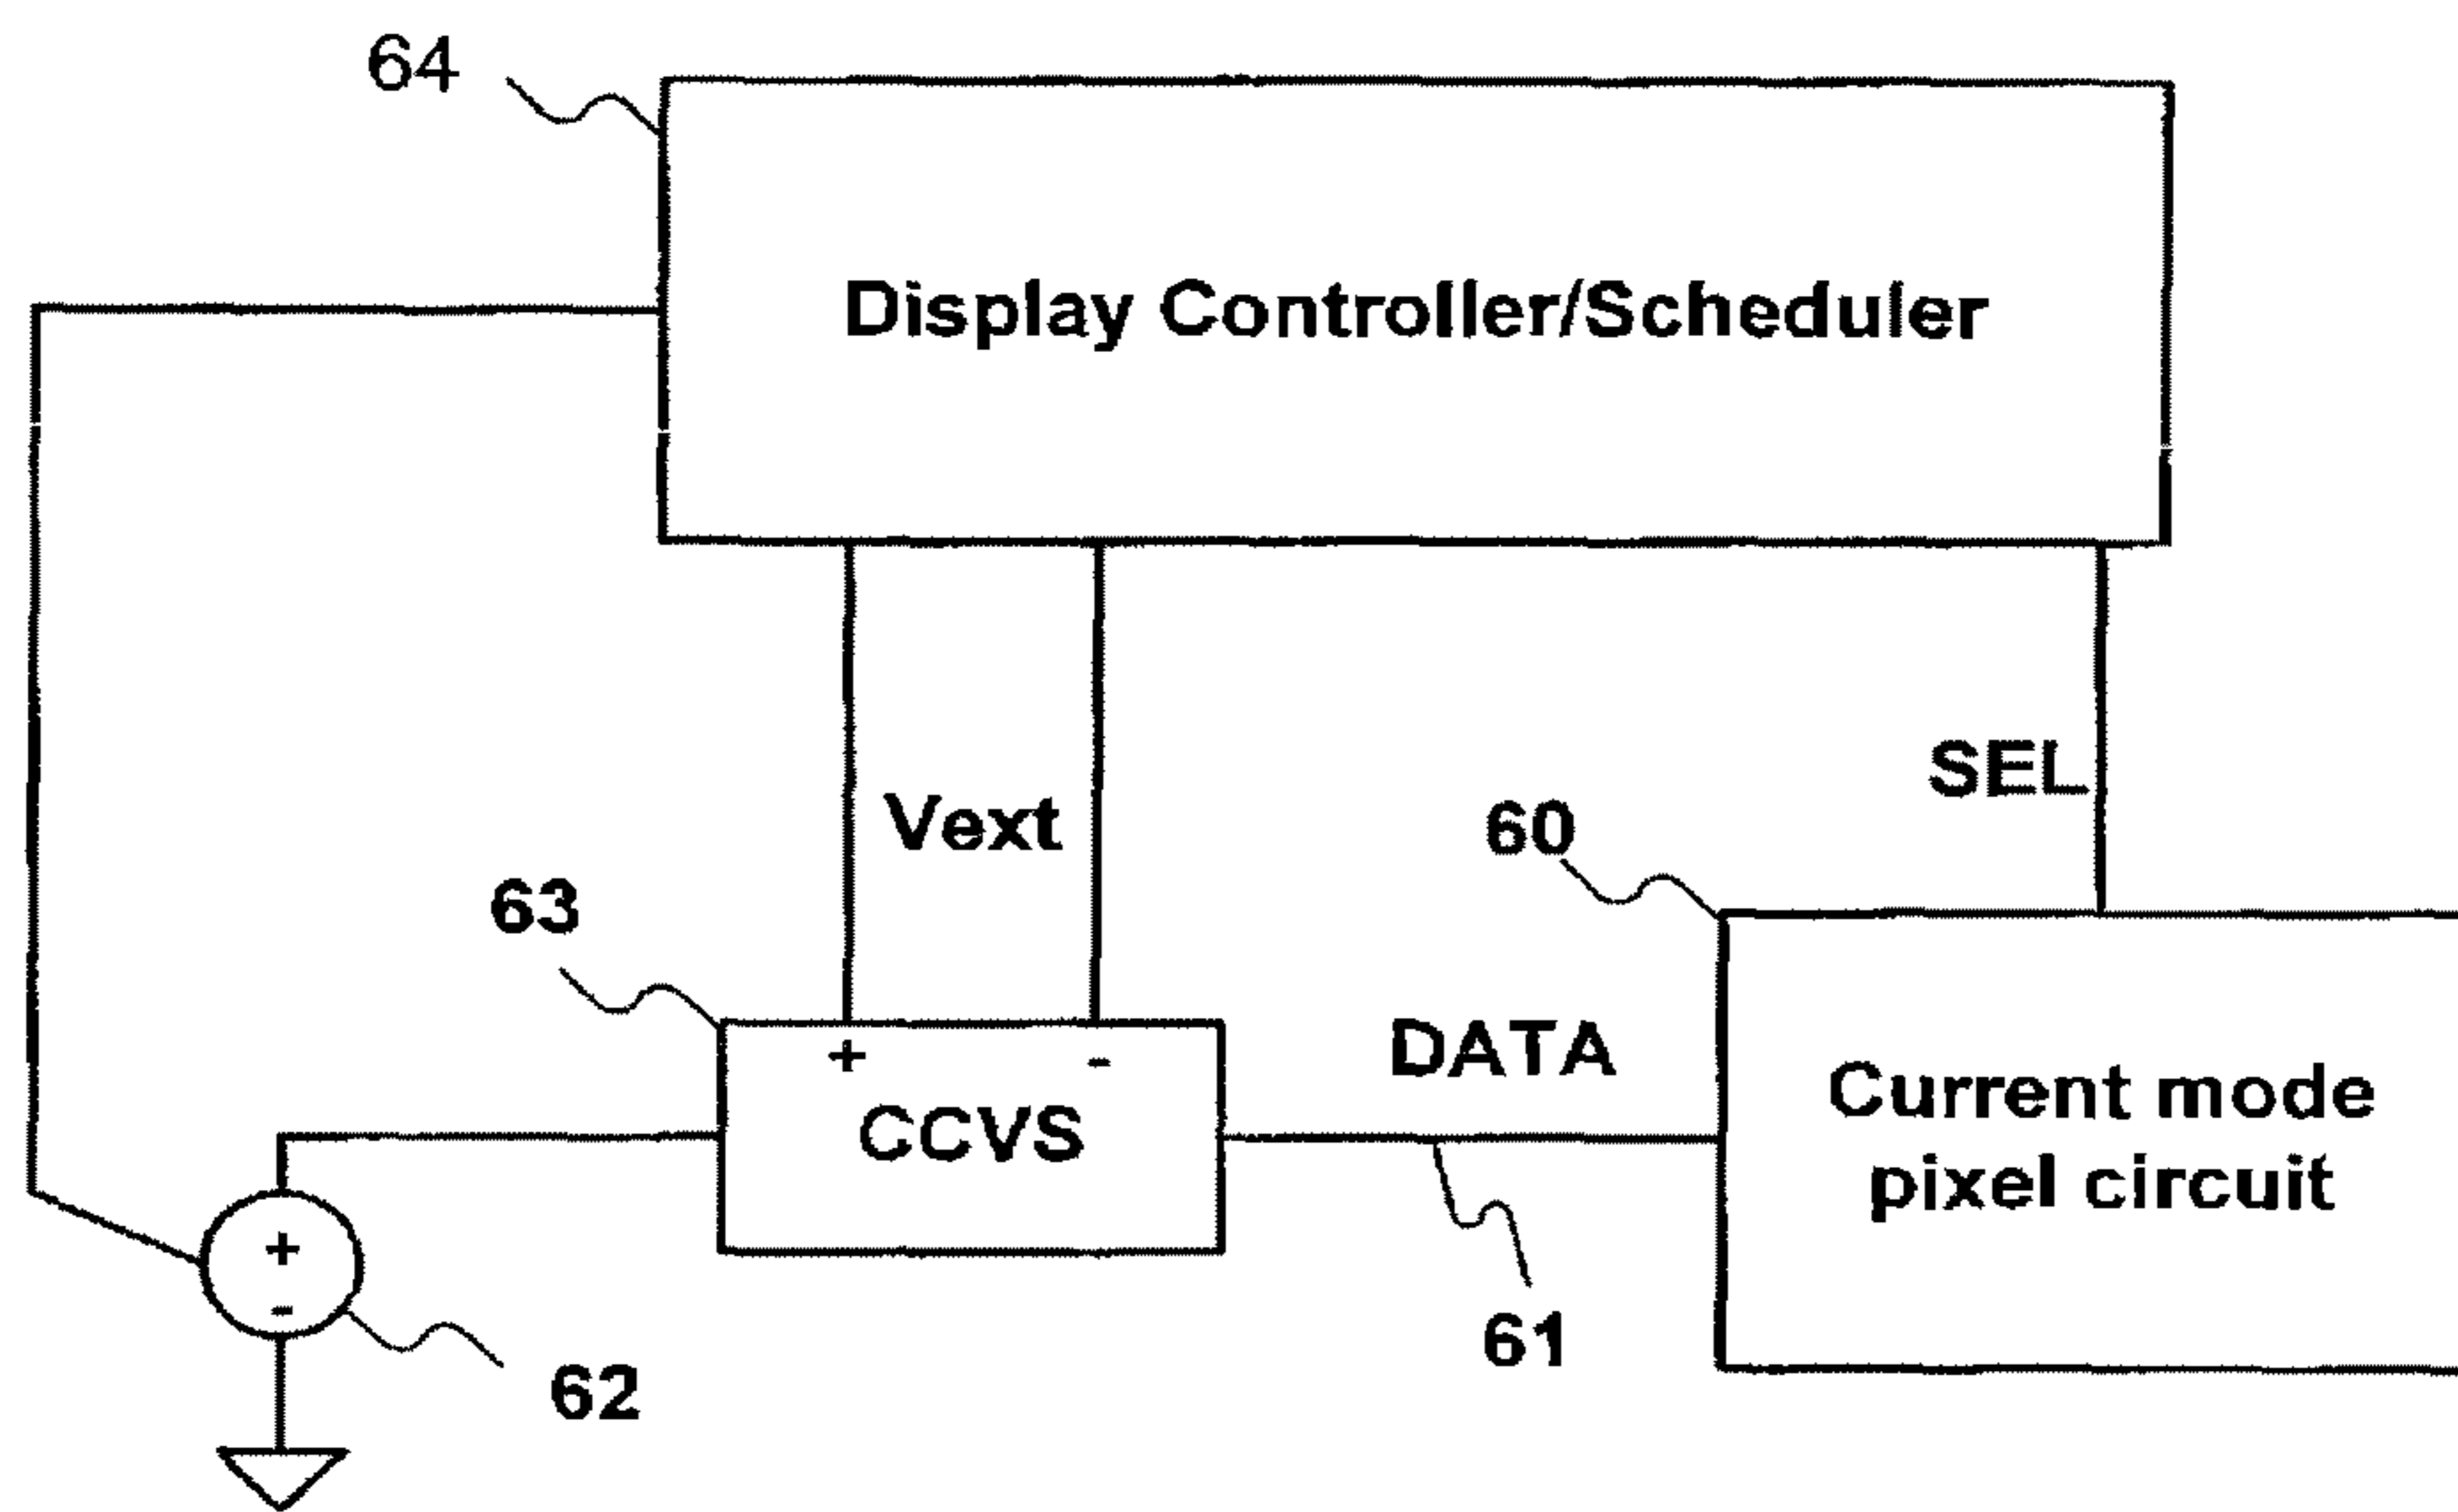 64
Display Controller/Scheduler
SEL
Vext
60
63
+ -
DATA
CCVS
Current mode
pixel circuit
+
-
61
62